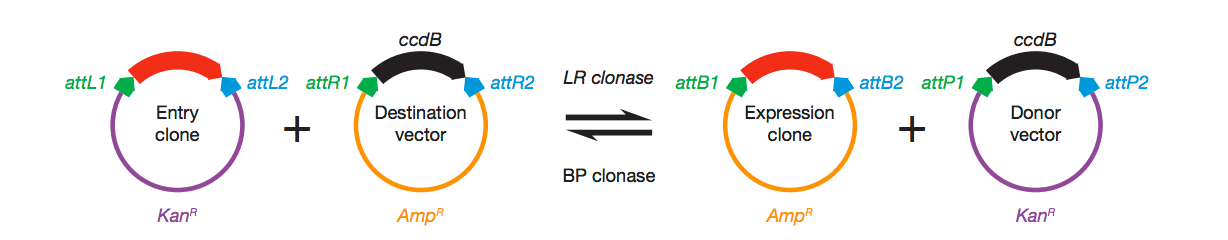 ccdB
ccdB
attL1
attL2
attR1
attR2
LR clonase
attB1
attB2
attP1
attP2
Entry
clone
+
Destination
vector
Expression
clone
+
Donor
vector
BP clonase
KanR
AmpR
AmpR
KanR